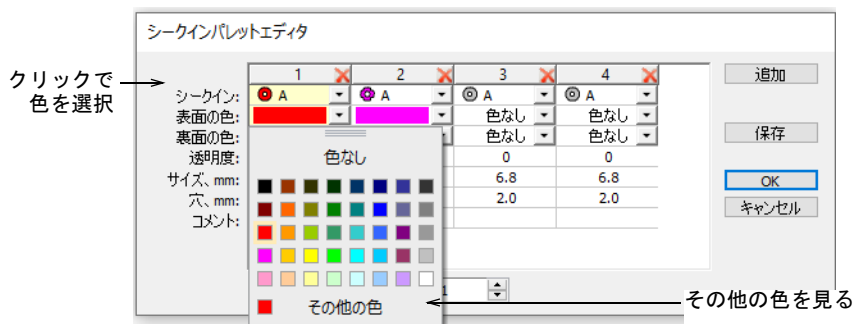 シークインパレットエディタ
クリックで
色を選択
1 2 3 4
追加
シークイン: A A A A
表面の色: 色なし 色なし
裏面の色: 色なし 色なし
保存
透明度: 0 0
サイズ、mm: 6.8 6.8
OK
穴、mm: 2.0 2.0
キャンセル
コメント:
色なし
1
その他の色
その他の色を見る